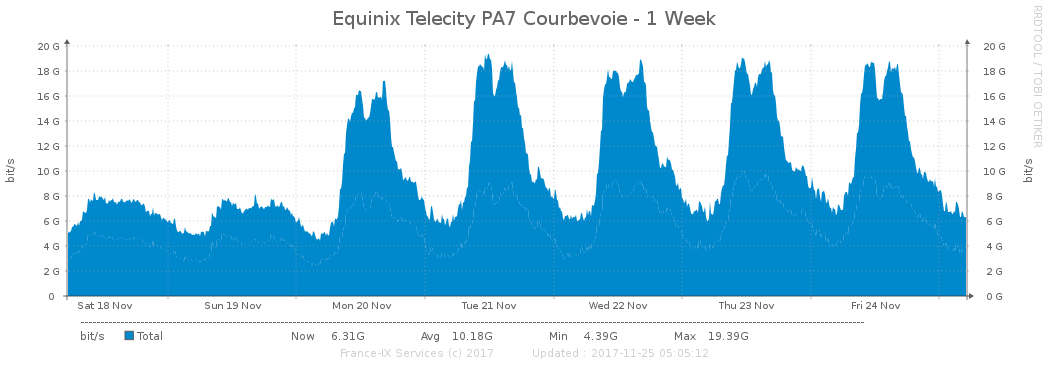 Equinix Telecity PA7 Courbevoie - 1 Week
RRDTOOL / TOBI OETIKER
20 G 20 G
18 G 18 G
16 G 16 G
14 G 14 G
12 G 12 G
10 G 10 G
8 G 8 G
6 G 6 G
4 G 4 G
2 G 2 G
0 0 G
bit/s bit/s
Sat 18 Nov Sun 19 Nov Mon 20 Nov Tue 21 Nov Wed 22 Nov Thu 23 Nov Fri 24 Nov
bit/s Total Now 6.31G Avg 10.18G Min 4.39G Max 19.39G
France-IX Services (c) 2017 Updated : 2017-11-25 05:05:12